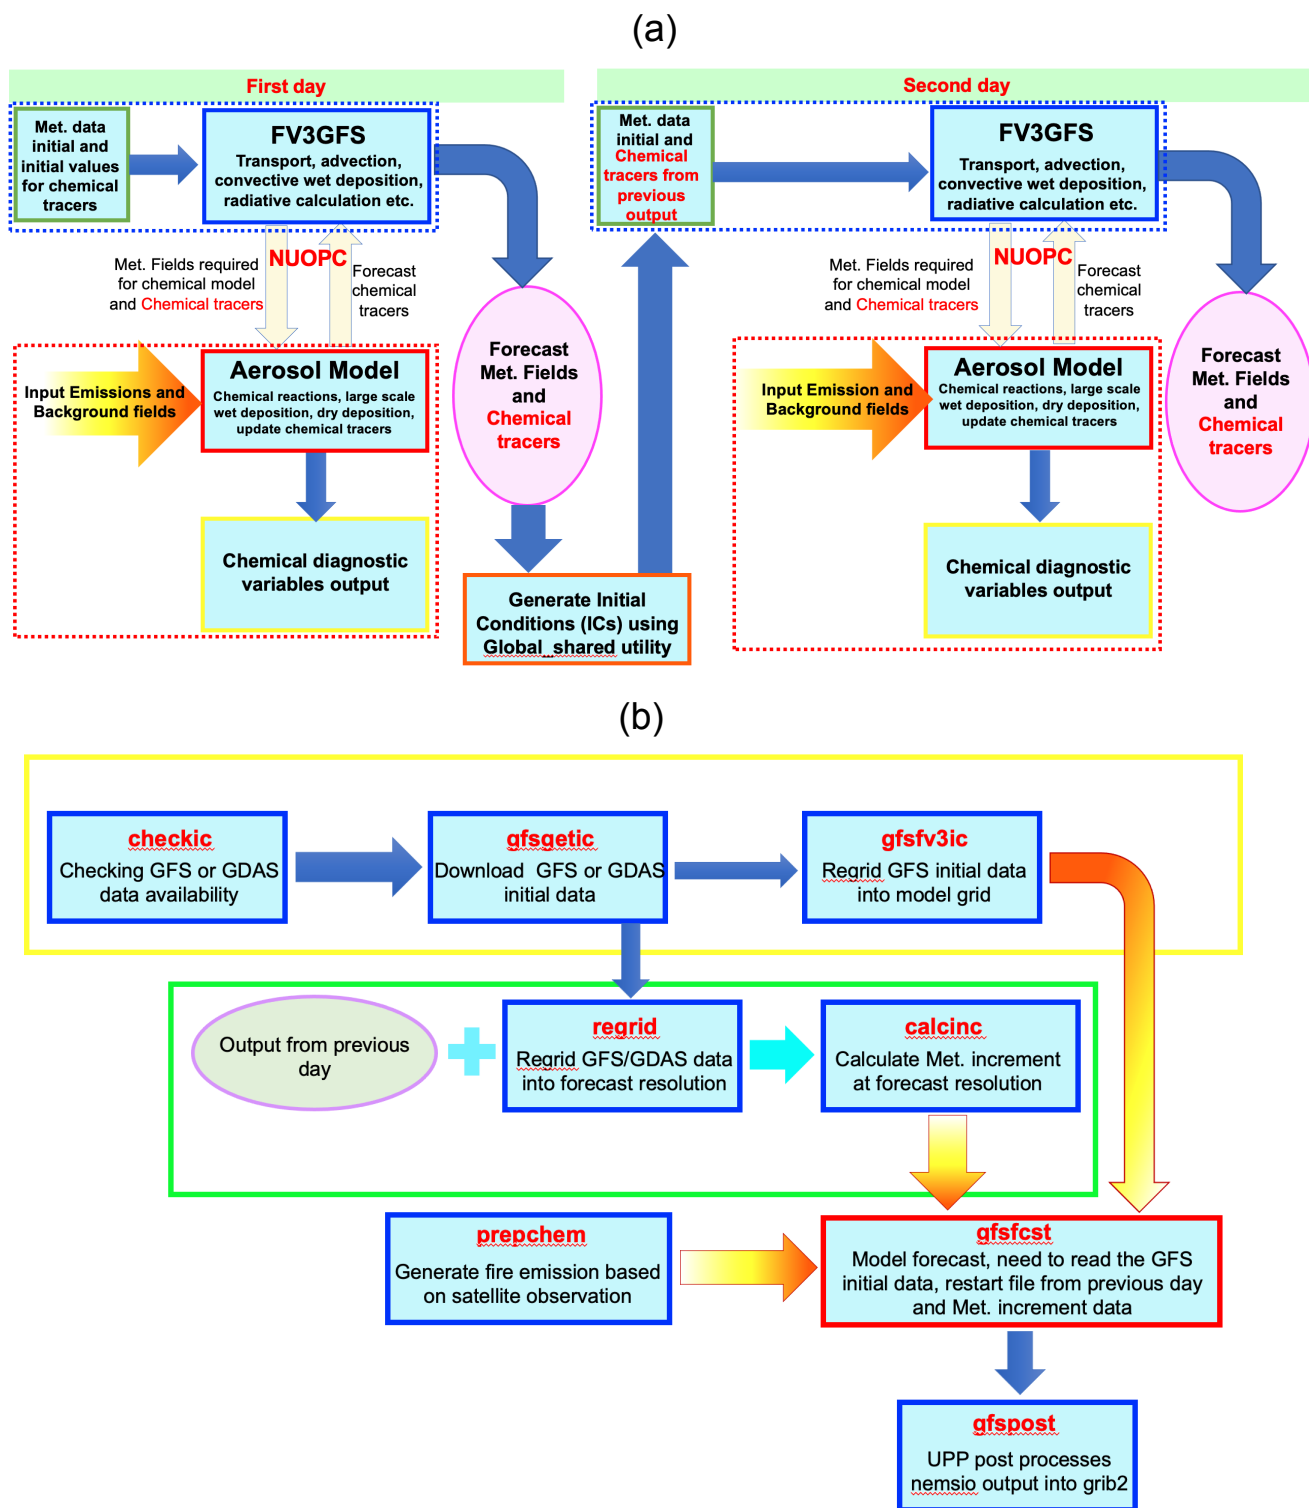 (a)
First day
Met. data
initial and
initial values
for chemical
tracers
FV3GFS
Transport, advection,
convective wet deposition,
radiative calculation etc.
NUOPC
Met. Fields required
for chemical model
and Chemical tracers
Forecast
chemical
tracers
Input Emissions and
Background fields
Aerosol Model
Chemical reactions, large scale
wet deposition, dry deposition,
update chemical tracers
Chemical diagnostic
variables output
Forecast
Met. Fields
and
Chemical
tracers
Generate Initial
Conditions (ICs) using
Global_shared utility
Second day
Met. data
initial and
Chemical
tracers from
previous
output
FV3GFS
Transport, advection,
convective wet deposition,
radiative calculation etc.
NUOPC
Met. Fields required
for chemical model
and Chemical tracers
Forecast
chemical
tracers
Input Emission and
Background fields
Aerosol Model
Chemical reactions, large scale
wet deposition, dry deposition,
update chemical tracers
Chemical diagnostic
variables output
Forecast
Met. Fields
and
Chemical
tracers
(b)
checkic
Checking GFS or GDAS
data availability
gfsgetic
Download GFS or GDAS
initial data
gfsfv3ic
Regrid GFS initial data
into model grid
Output from previous
day
regrid
Regrid GFS/GDAS data
into forecast resolution
calcinc
Calculate Met. increment
at forecast resolution
prepchem
Generate fire emission based
on satellite observation
gfsfcst
Model forecast, need to read the GFS
initial data, restart file from previous day
and Met. increment data
gfspost
UPP post processes
nemsio output into grib2